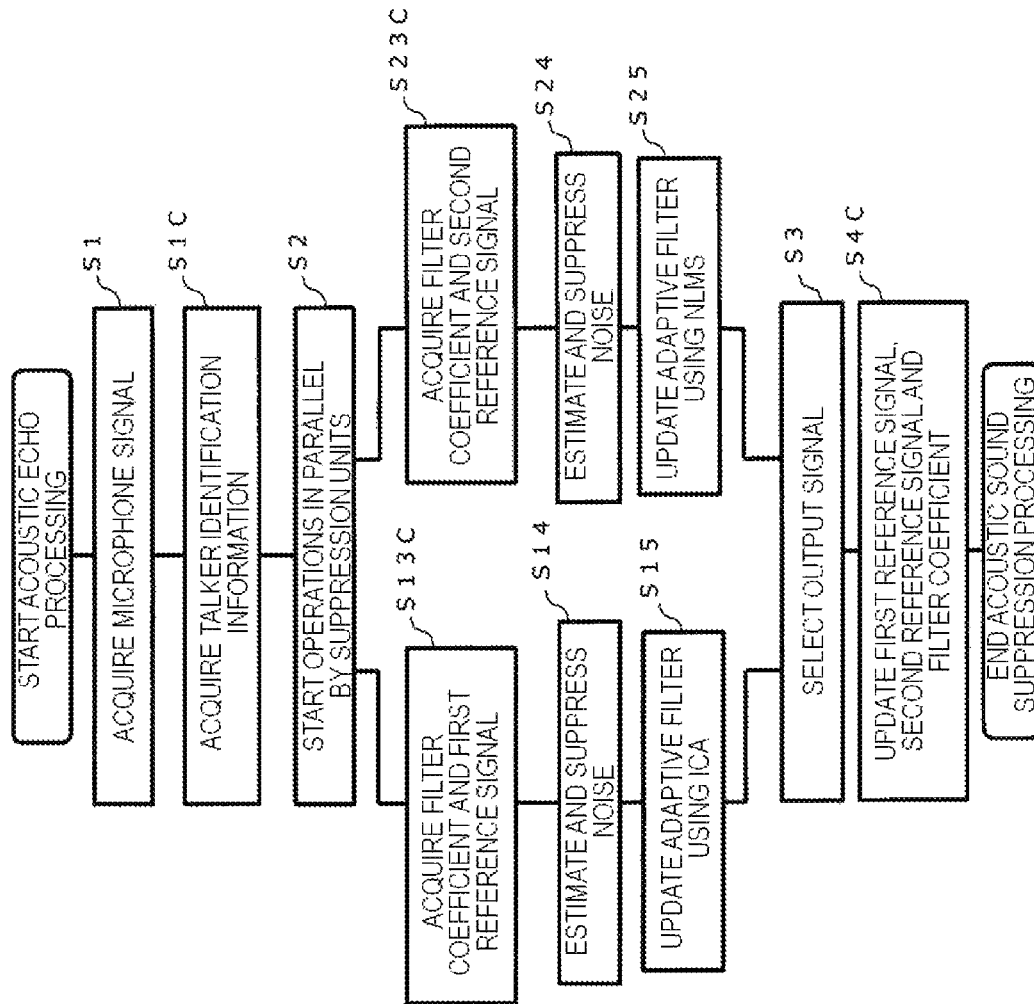 START ACOUSTIC ECHO
PROCESSING
S1
ACQUIRE MICROPHONE SIGNAL
S1C
ACQUIRE TALKER IDENTIFICATION
INFORMATION
S2
START OPERATIONS IN PARALLEL
BY SUPPRESSION UNITS
S13C
ACQUIRE FILTER
COEFFICIENT AND FIRST
REFERENCE SIGNAL
S14
ESTIMATE AND SUPPRESS
NOISE
S15
UPDATE ADAPTIVE FILTER
USING ICA
S23C
ACQUIRE FILTER
COEFFICIENT AND SECOND
REFERENCE SIGNAL
S24
ESTIMATE AND SUPPRESS
NOISE
S25
UPDATE ADAPTIVE FILTER
USING NLMS
S3
SELECT OUTPUT SIGNAL
S4C
UPDATE FIRST REFERENCE SIGNAL,
SECOND REFERENCE SIGNAL AND
FILTER COEFFICIENT
END ACOUSTIC SOUND
SUPPRESSION PROCESSING